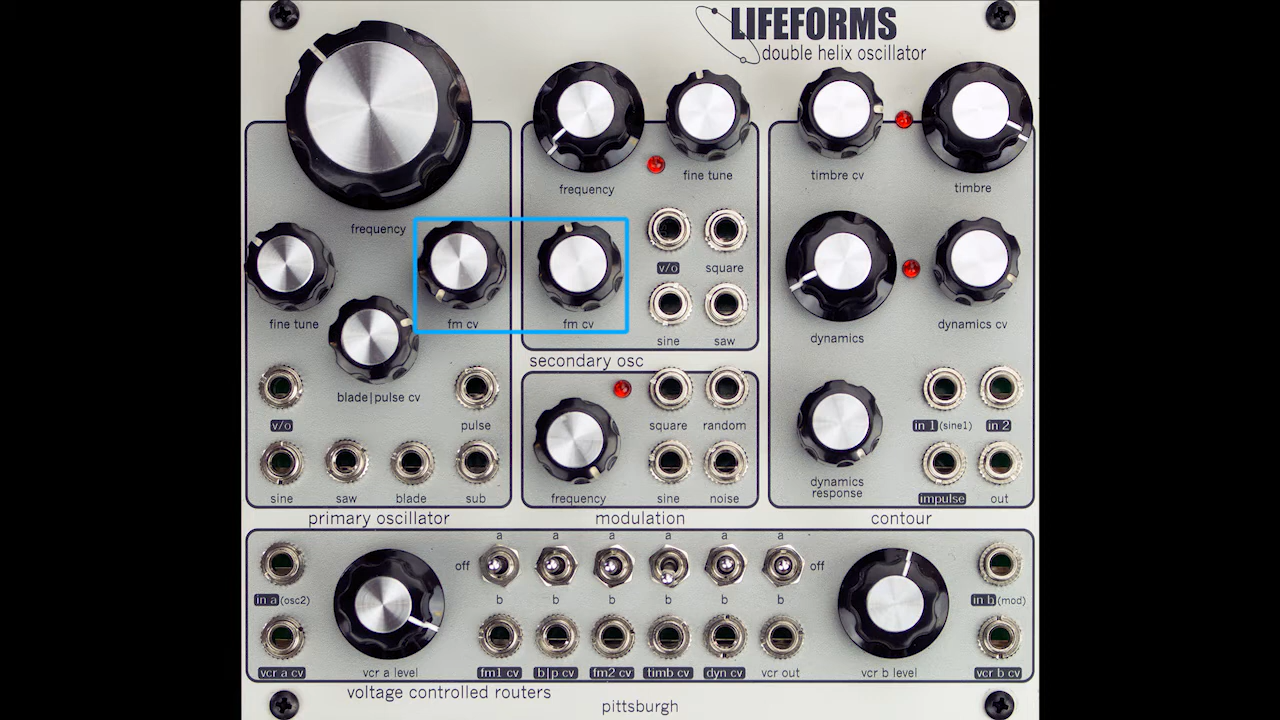 LIFEFORMS
double helix oscillator
frequency
fine tune
fm cv
blade|pulse cv
v/o
pulse
sine
saw
blade
sub
primary oscillator
frequency
fine tune
fm cv
v/o
square
sine
saw
secondary osc
square
random
frequency
sine
noise
modulation
timbre cv
timbre
dynamics
dynamics cv
dynamics
response
in 1 (sine1)
in 2
impulse
out
contour
a a a a a a
off off
in a (osc2)
b b b b b b
in b (mod)
vcr a cv
vcr a level
fm1 cv
b|p cv
fm2 cv
timb cv
dyn cv
vcr out
vcr b level
vcr b cv
voltage controlled routers
pittsburgh